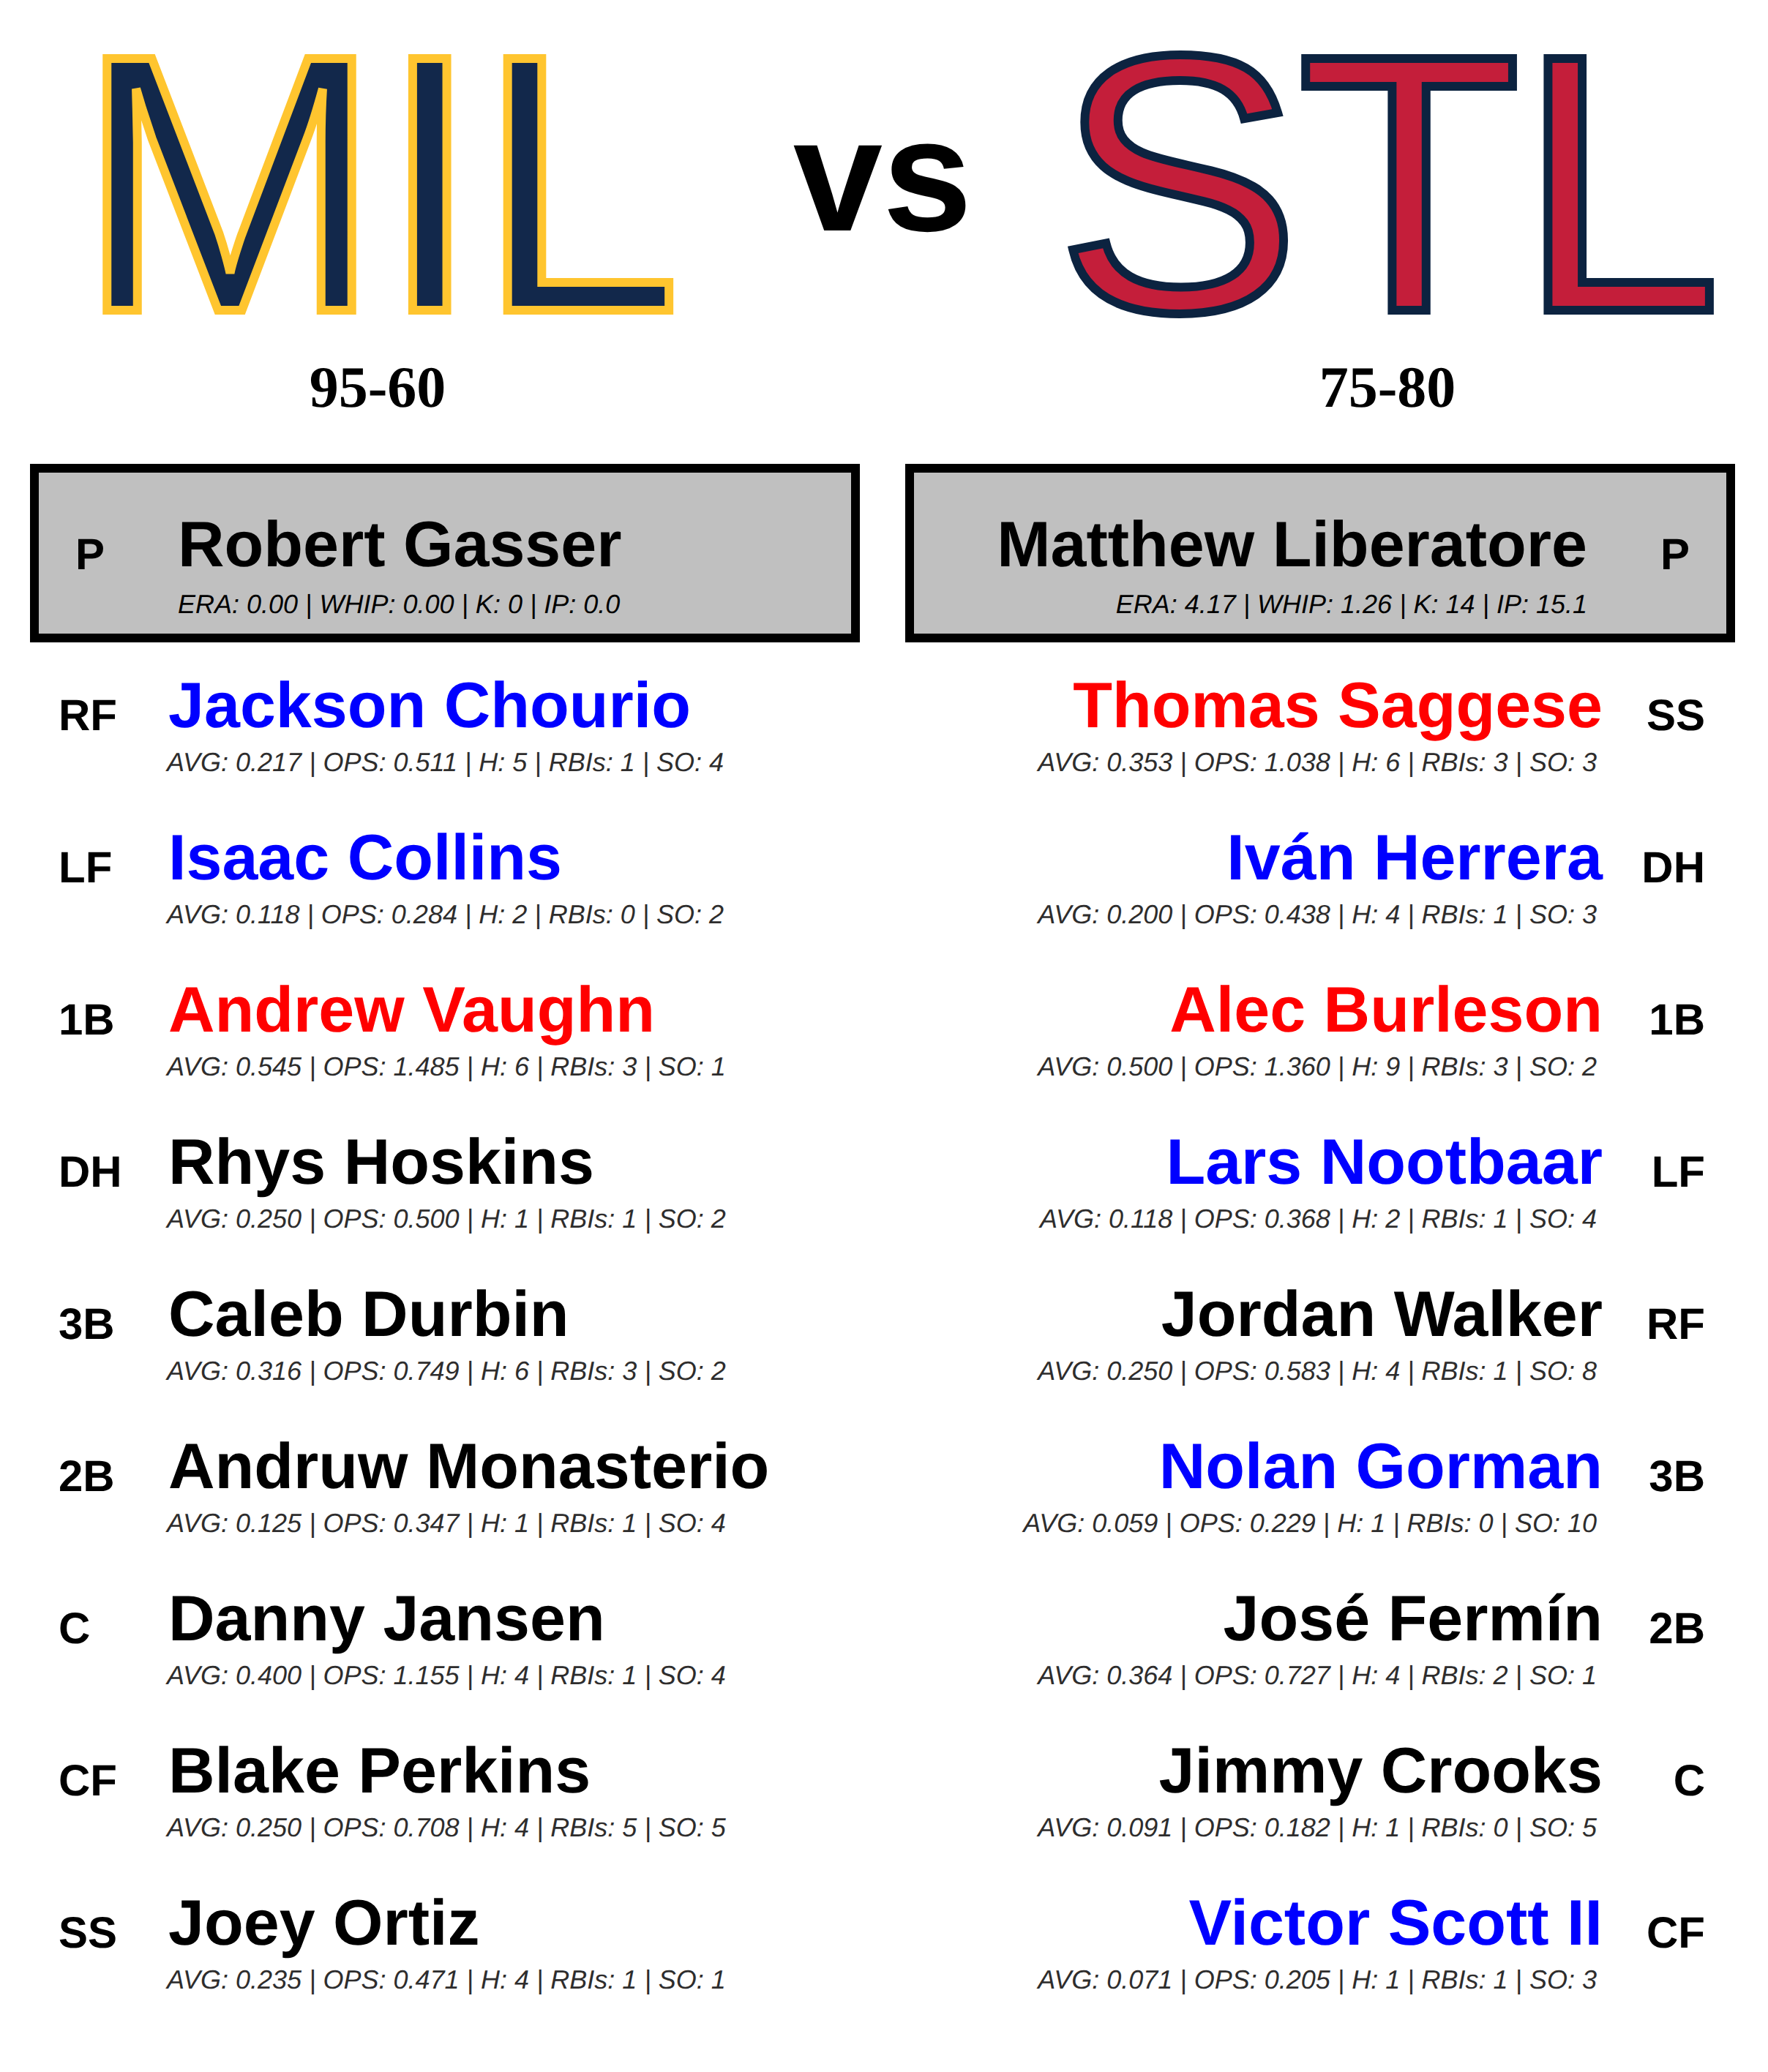 MIL vs STL
95-60
75-80
P Robert Gasser
ERA: 0.00 | WHIP: 0.00 | K: 0 | IP: 0.0
Matthew Liberatore P
ERA: 4.17 | WHIP: 1.26 | K: 14 | IP: 15.1
RF Jackson Chourio
AVG: 0.217 | OPS: 0.511 | H: 5 | RBIs: 1 | SO: 4
LF Isaac Collins
AVG: 0.118 | OPS: 0.284 | H: 2 | RBIs: 0 | SO: 2
1B Andrew Vaughn
AVG: 0.545 | OPS: 1.485 | H: 6 | RBIs: 3 | SO: 1
DH Rhys Hoskins
AVG: 0.250 | OPS: 0.500 | H: 1 | RBIs: 1 | SO: 2
3B Caleb Durbin
AVG: 0.316 | OPS: 0.749 | H: 6 | RBIs: 3 | SO: 2
2B Andruw Monasterio
AVG: 0.125 | OPS: 0.347 | H: 1 | RBIs: 1 | SO: 4
C Danny Jansen
AVG: 0.400 | OPS: 1.155 | H: 4 | RBIs: 1 | SO: 4
CF Blake Perkins
AVG: 0.250 | OPS: 0.708 | H: 4 | RBIs: 5 | SO: 5
SS Joey Ortiz
AVG: 0.235 | OPS: 0.471 | H: 4 | RBIs: 1 | SO: 1
Thomas Saggese SS
AVG: 0.353 | OPS: 1.038 | H: 6 | RBIs: 3 | SO: 3
Iván Herrera DH
AVG: 0.200 | OPS: 0.438 | H: 4 | RBIs: 1 | SO: 3
Alec Burleson 1B
AVG: 0.500 | OPS: 1.360 | H: 9 | RBIs: 3 | SO: 2
Lars Nootbaar LF
AVG: 0.118 | OPS: 0.368 | H: 2 | RBIs: 1 | SO: 4
Jordan Walker RF
AVG: 0.250 | OPS: 0.583 | H: 4 | RBIs: 1 | SO: 8
Nolan Gorman 3B
AVG: 0.059 | OPS: 0.229 | H: 1 | RBIs: 0 | SO: 10
José Fermín 2B
AVG: 0.364 | OPS: 0.727 | H: 4 | RBIs: 2 | SO: 1
Jimmy Crooks C
AVG: 0.091 | OPS: 0.182 | H: 1 | RBIs: 0 | SO: 5
Victor Scott II CF
AVG: 0.071 | OPS: 0.205 | H: 1 | RBIs: 1 | SO: 3